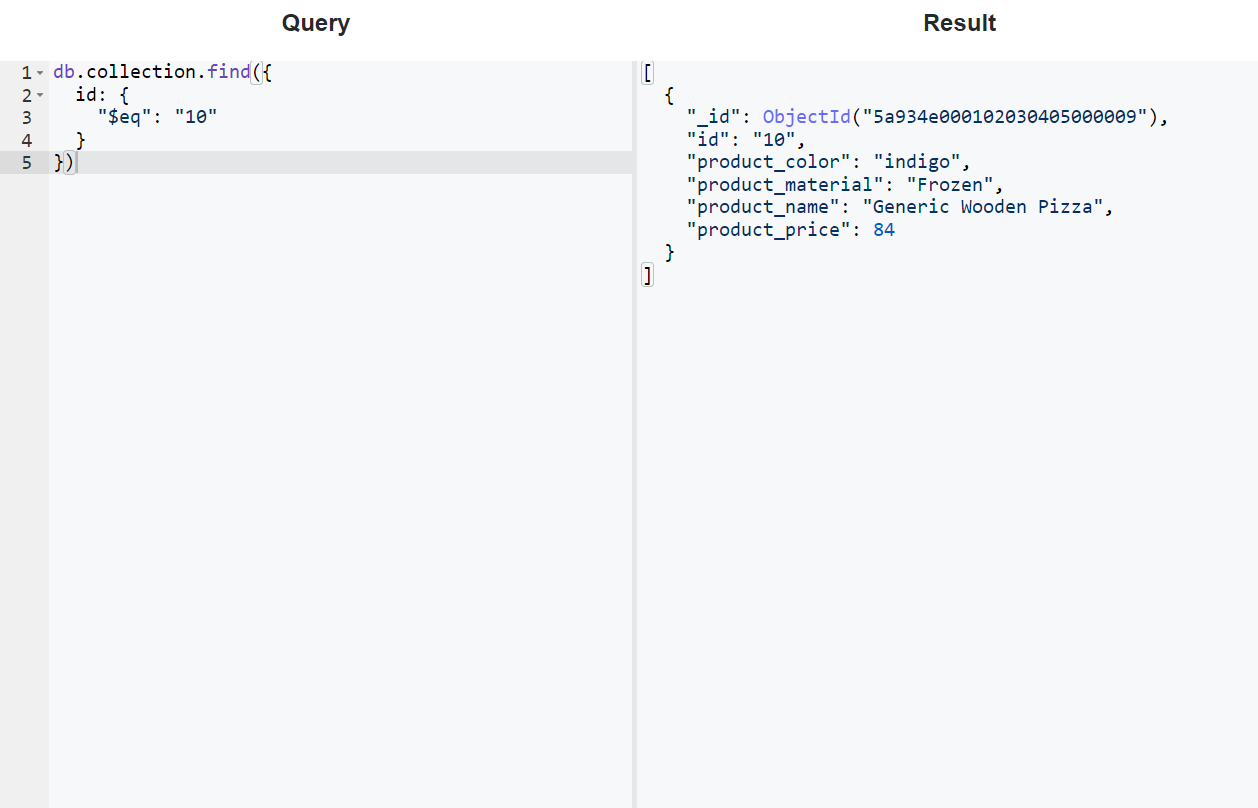 Query
Result
1 db.collection.find({
2   id: {
3     "$eq": "10"
4   }
5 })
[
  {
    "_id": ObjectId("5a934e000102030405000009"),
    "id": "10",
    "product_color": "indigo",
    "product_material": "Frozen",
    "product_name": "Generic Wooden Pizza",
    "product_price": 84
  }
]